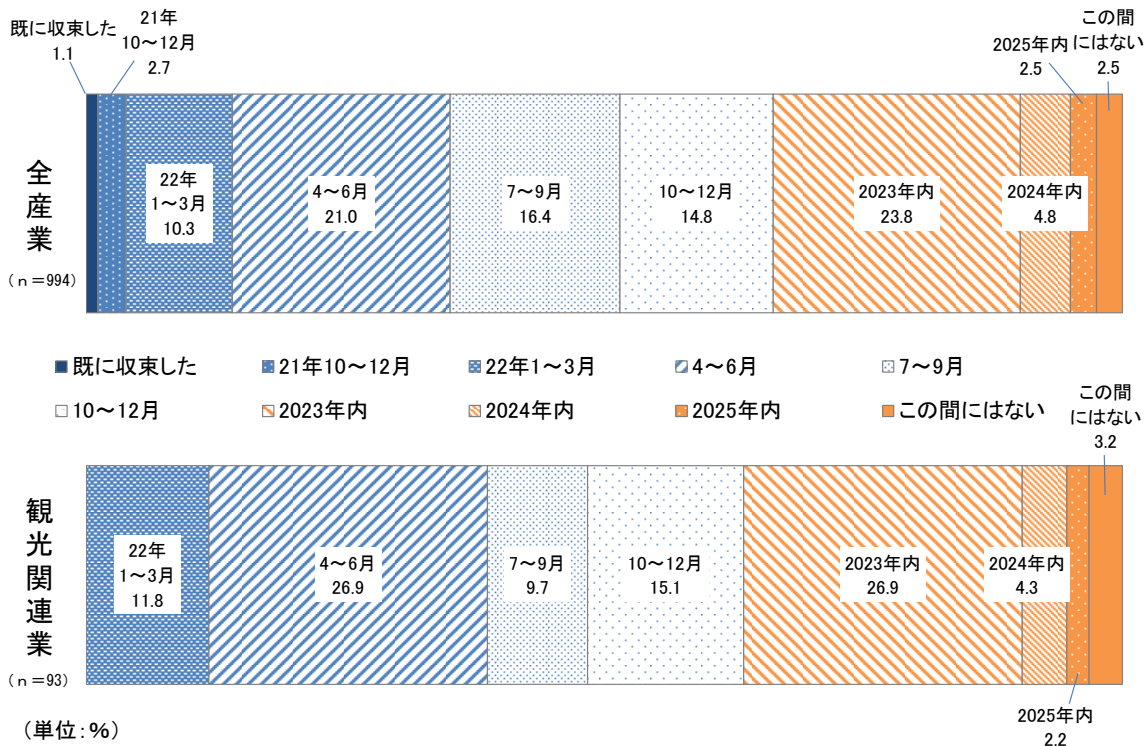 既に収束した
1.1
21年
10～12月
2.7
2025年内
2.5
この間
にはない
2.5
全産業
（ｎ＝994）
22年
1～3月
10.3
4～6月
21.0
7～9月
16.4
10～12月
14.8
2023年内
23.8
2024年内
4.8
既に収束した
21年10～12月
22年1～3月
4～6月
7～9月
10～12月
2023年内
2024年内
2025年内
この間にはない
この間
にはない
3.2
観光関連業
（ｎ＝93）
22年
1～3月
11.8
4～6月
26.9
7～9月
9.7
10～12月
15.1
2023年内
26.9
2024年内
4.3
2025年内
2.2
（単位：％）